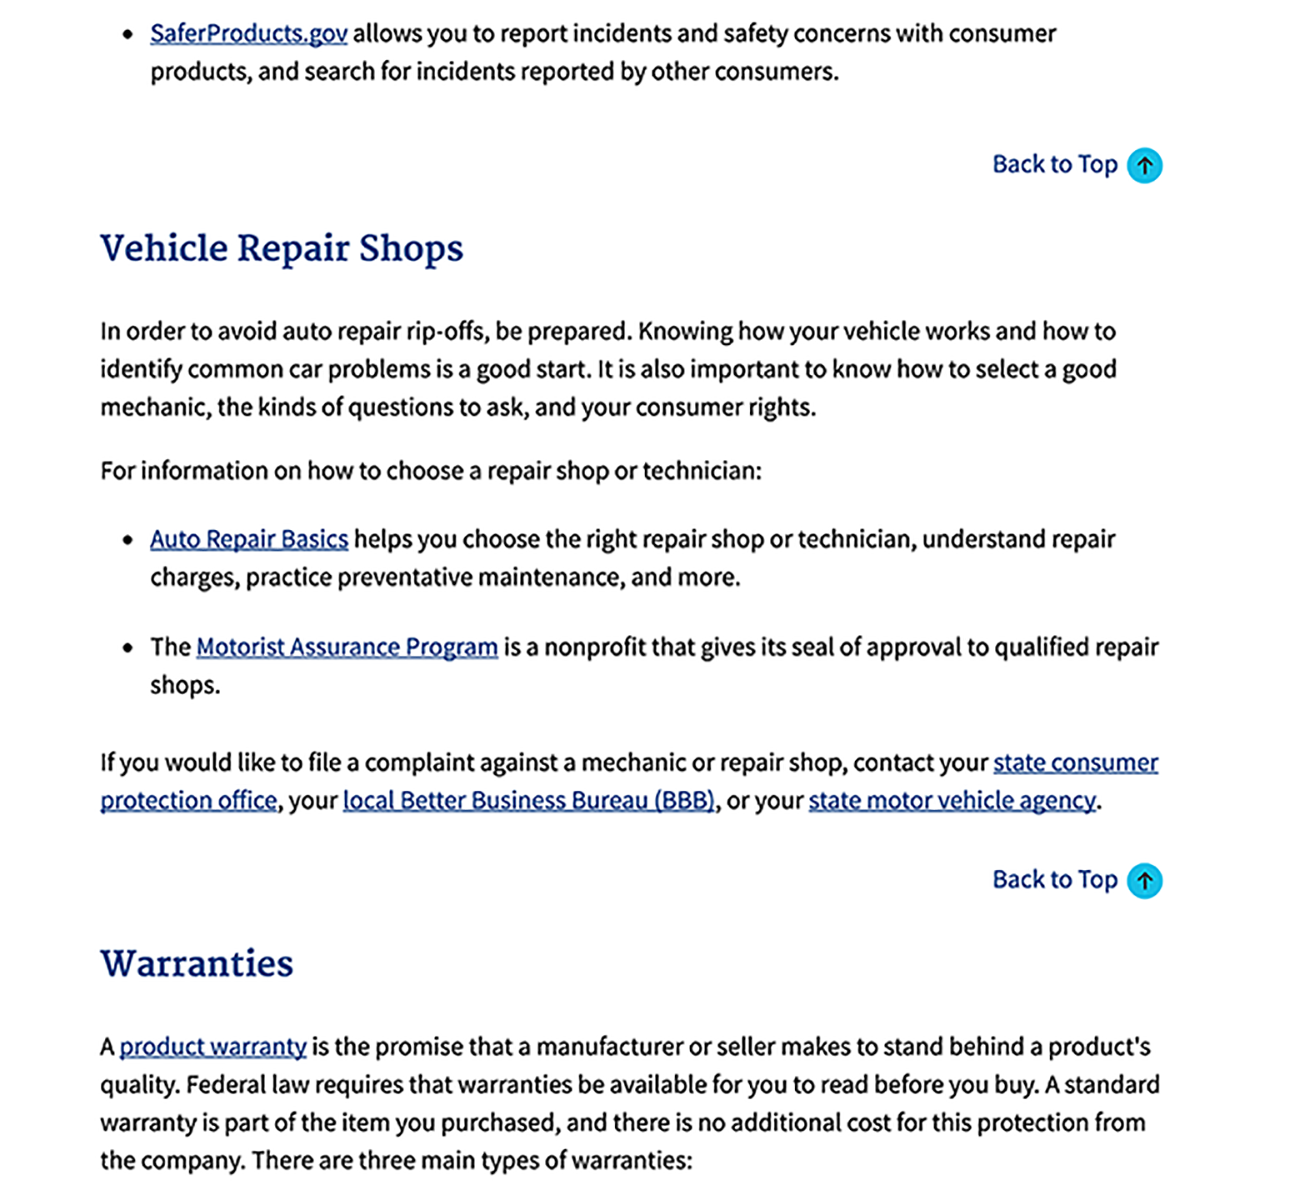 • SaferProducts.gov allows you to report incidents and safety concerns with consumer
products, and search for incidents reported by other consumers.
Back to Top
Vehicle Repair Shops
In order to avoid auto repair rip-offs, be prepared. Knowing how your vehicle works and how to
identify common car problems is a good start. It is also important to know how to select a good
mechanic, the kinds of questions to ask, and your consumer rights.
For information on how to choose a repair shop or technician:
• Auto Repair Basics helps you choose the right repair shop or technician, understand repair
charges, practice preventative maintenance, and more.
• The Motorist Assurance Program is a nonprofit that gives its seal of approval to qualified repair
shops.
If you would like to file a complaint against a mechanic or repair shop, contact your state consumer
protection office, your local Better Business Bureau (BBB), or your state motor vehicle agency.
Back to Top
Warranties
A product warranty is the promise that a manufacturer or seller makes to stand behind a product's
quality. Federal law requires that warranties be available for you to read before you buy. A standard
warranty is part of the item you purchased, and there is no additional cost for this protection from
the company. There are three main types of warranties: